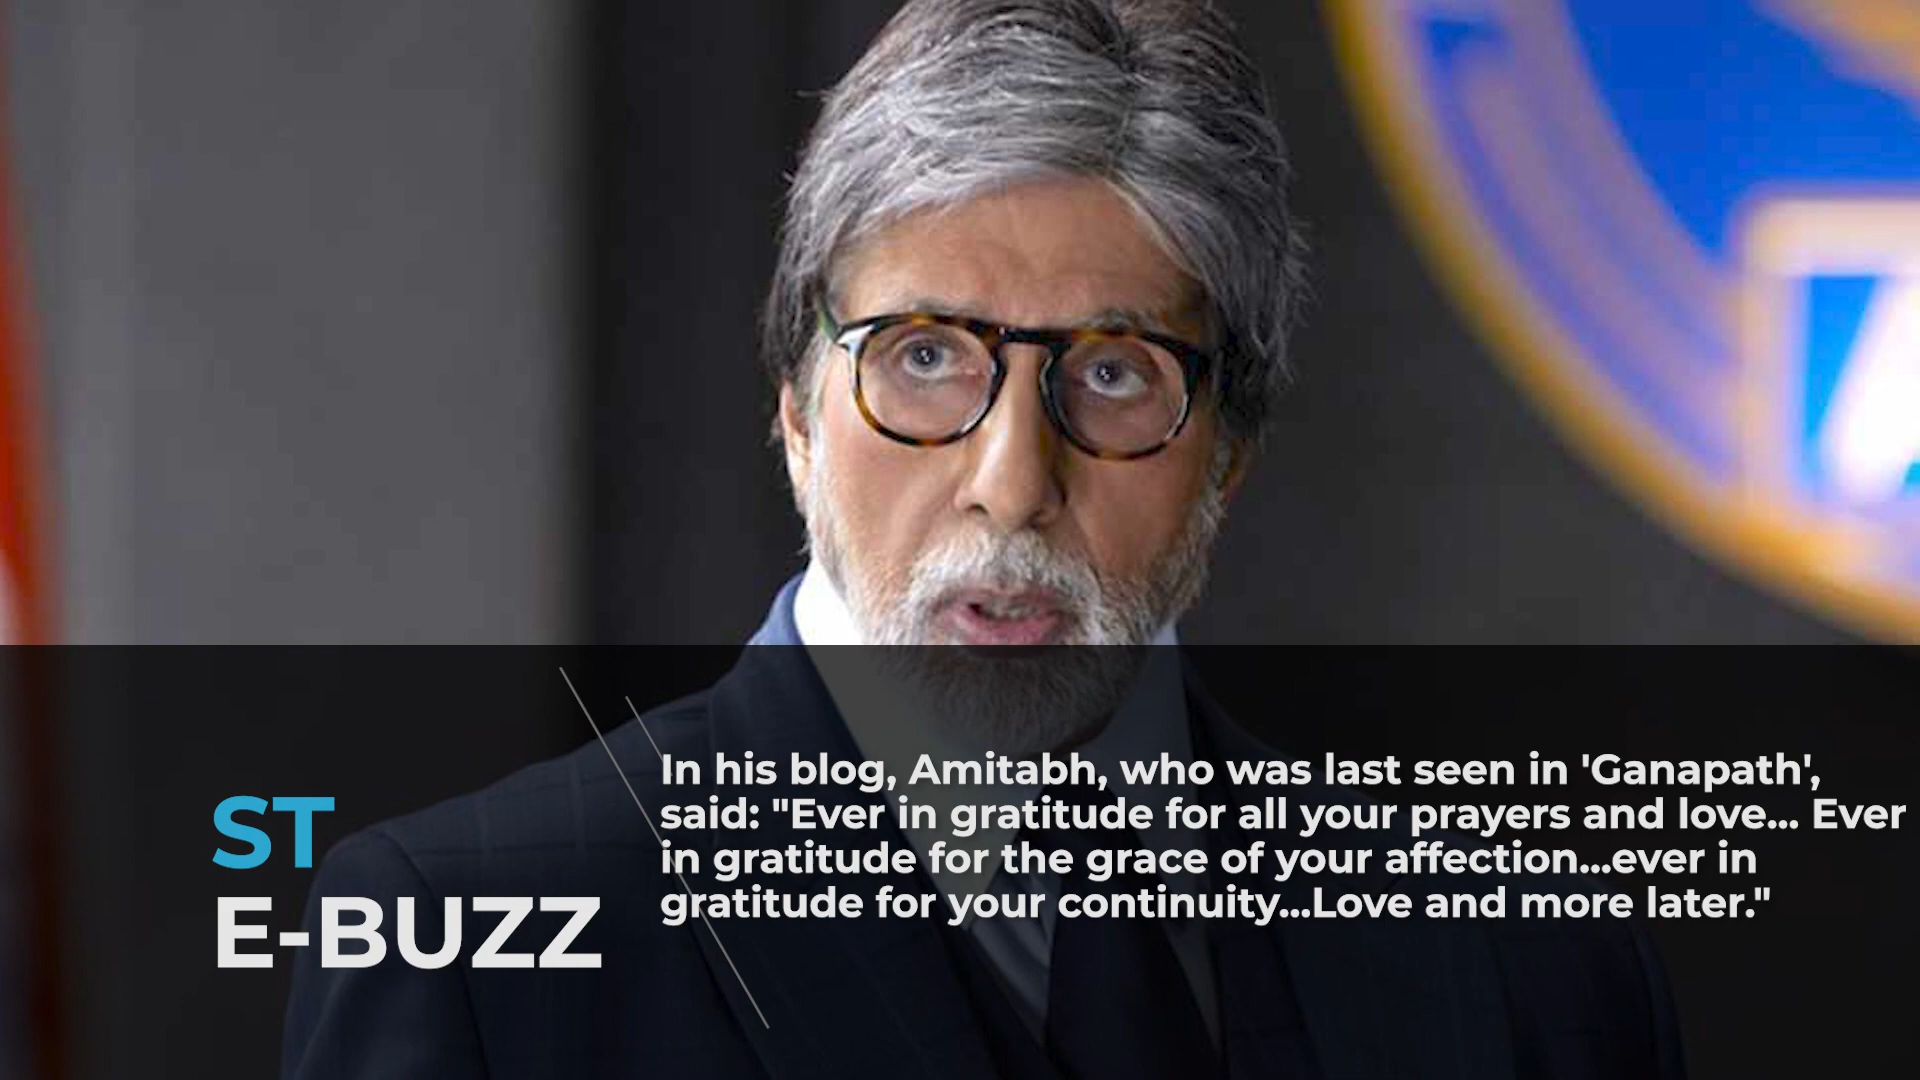 ST
E-BUZZ
In his blog, Amitabh, who was last seen in 'Ganapath',
said: "Ever in gratitude for all your prayers and love... Ever
in gratitude for the grace of your affection...ever in
gratitude for your continuity...Love and more later."